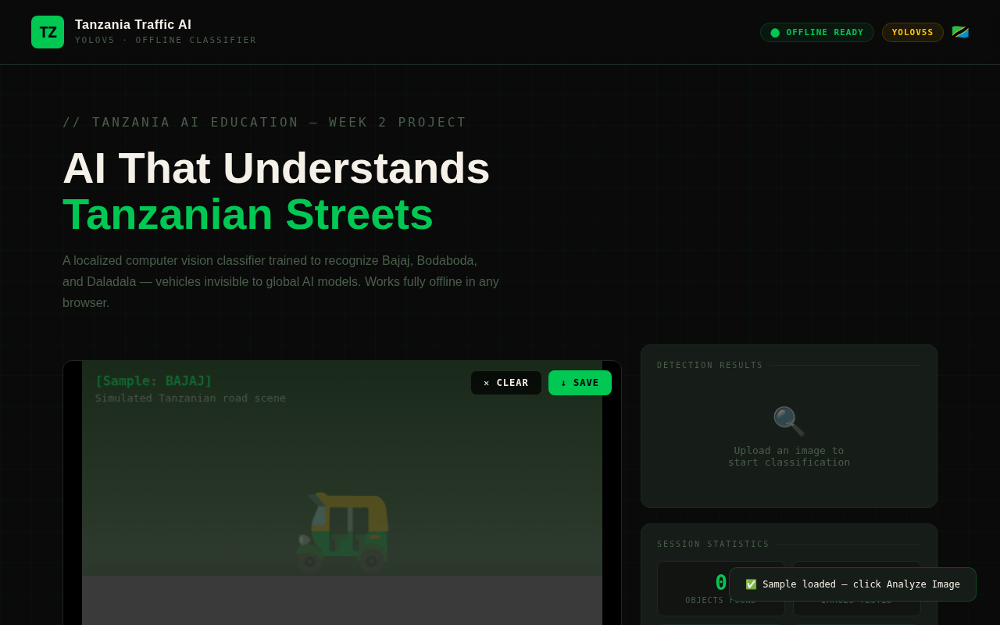 TZ
Tanzania Traffic AI
YOLOV5 · OFFLINE CLASSIFIER
OFFLINE READY
YOLOV5S
// TANZANIA AI EDUCATION — WEEK 2 PROJECT
AI That Understands
Tanzanian Streets
A localized computer vision classifier trained to recognize Bajaj, Bodaboda,
and Daladala — vehicles invisible to global AI models. Works fully offline in any
browser.
[Sample: BAJAJ]
Simulated Tanzanian road scene
✕ CLEAR
↓ SAVE
DETECTION RESULTS
Upload an image to
start classification
SESSION STATISTICS
0
OBJECTS FOUND
IMAGES TESTED
✅ Sample loaded — click Analyze Image